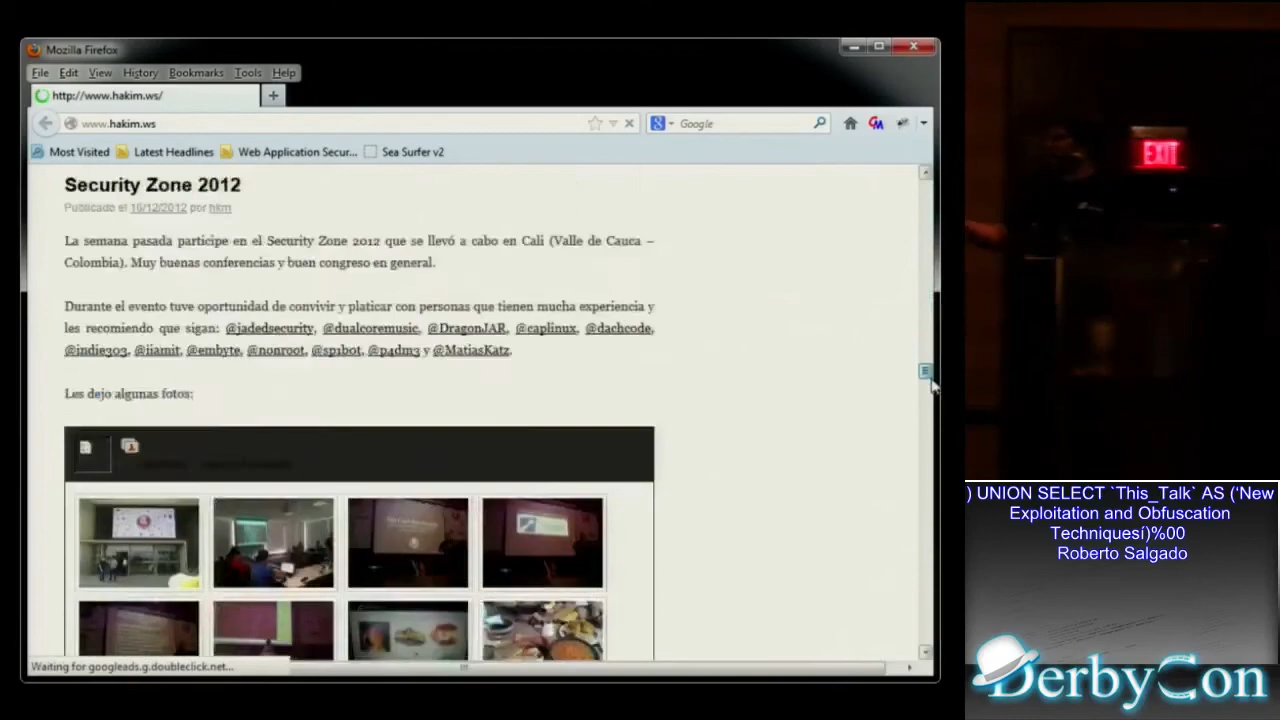 Mozilla Firefox
File Edit View History Bookmarks Tools Help
http://www.hakim.ws/
www.hakim.ws
Google
Most Visited Latest Headlines Web Application Secur... Sea Surfer v2
Security Zone 2012
Publicado el 16/12/2012 por hkm
La semana pasada participe en el Security Zone 2012 que se llevó a cabo en Cali (Valle de Cauca –
Colombia). Muy buenas conferencias y buen congreso en general.
Durante el evento tuve oportunidad de convivir y platicar con personas que tienen mucha experiencia y
les recomiendo que sigan: @jadedsecurity, @dualcoremusic, @DragonJAR, @caplinux, @dachcode,
@indie303, @iiamit, @embyte, @nonroot, @sp1bot, @p4dm3 y @MatiasKatz.
Les dejo algunas fotos:
Waiting for googleads.g.doubleclick.net...
EXIT
) UNION SELECT `This_Talk` AS ('New
Exploitation and Obfuscation
Techniquesí)%00
Roberto Salgado
DerbyCon